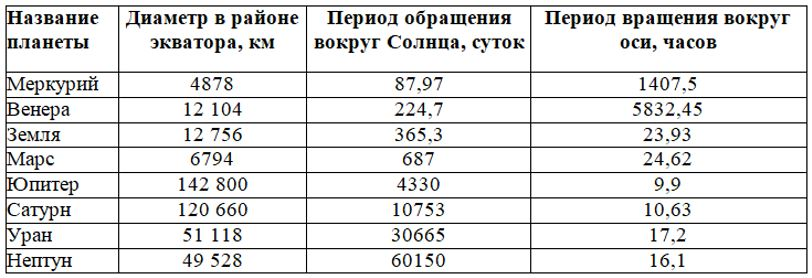 Название планеты | Диаметр в районе экватора, км | Период обращения вокруг Солнца, суток | Период вращения вокруг оси, часов
Меркурий | 4878 | 87,97 | 1407,5
Венера | 12 104 | 224,7 | 5832,45
Земля | 12 756 | 365,3 | 23,93
Марс | 6794 | 687 | 24,62
Юпитер | 142 800 | 4330 | 9,9
Сатурн | 120 660 | 10753 | 10,63
Уран | 51 118 | 30665 | 17,2
Нептун | 49 528 | 60150 | 16,1